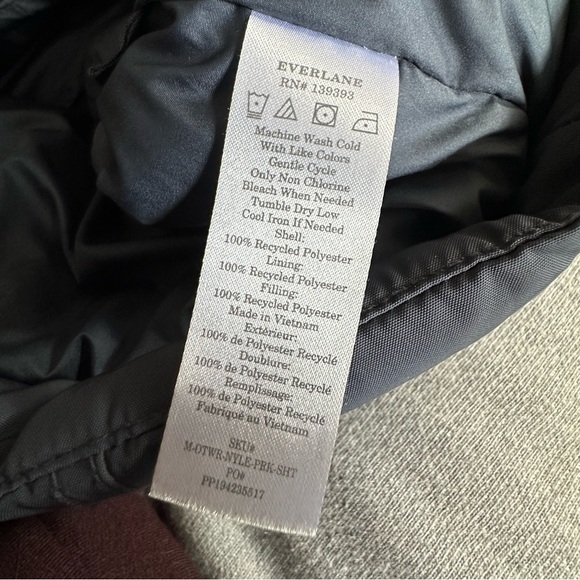 EVERLANE
RN# 139393
Machine Wash Cold
With Like Colors
Gentle Cycle
Only Non Chlorine
Bleach When Needed
Tumble Dry Low
Cool Iron If Needed
Shell:
100% Recycled Polyester
Lining:
100% Recycled Polyester
Filling:
100% Recycled Polyester
Made in Vietnam
Extérieur:
100% de Polyester Recyclé
Doublure:
100% de Polyester Recyclé
Remplissage:
100% de Polyester Recyclé
Fabriqué au Vietnam
SKU#
M-OTWR-NYLE-PRK-SHT
PO#
PP194235517